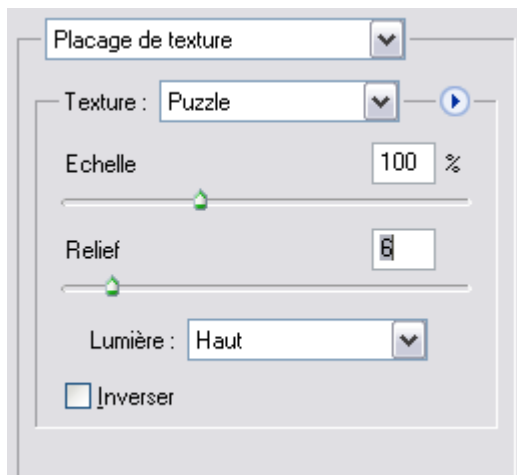 Placage de texture
Texture : Puzzle
Echelle 100 %
Relief 6
Lumière : Haut
Inverser